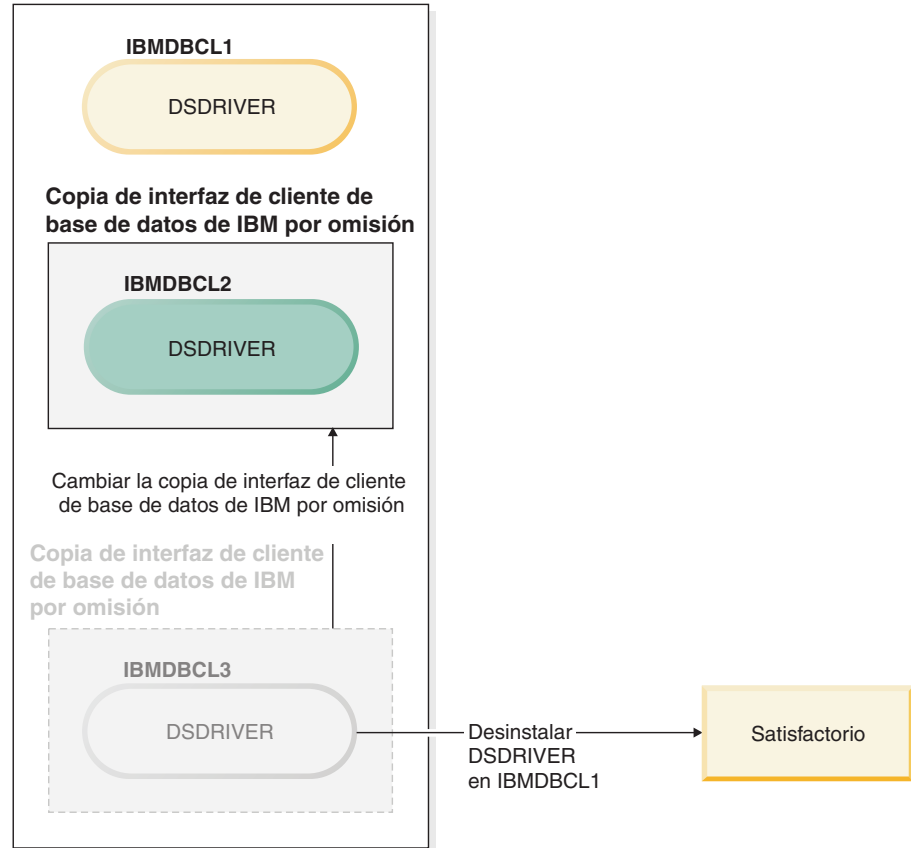 IBMDBCL1
DSDRIVER
Copia de interfaz de cliente de
base de datos de IBM por omisión
IBMDBCL2
DSDRIVER
Cambiar la copia de interfaz de cliente
de base de datos de IBM por omisión
Copia de interfaz de cliente
de base de datos de IBM
por omisión
IBMDBCL3
DSDRIVER
Desinstalar
DSDRIVER
en IBMDBCL1
Satisfactorio